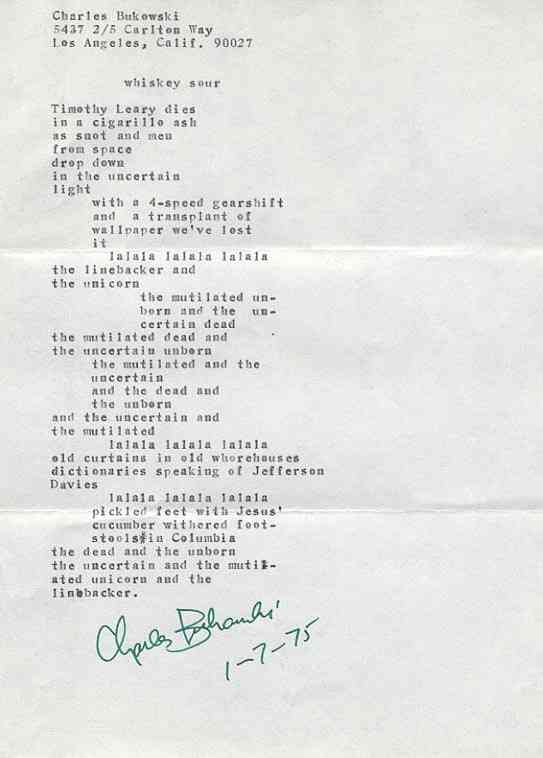 Charles Bukowski
5437 2/5 Carlton Way
Los Angeles, Calif. 90027
whiskey sour
Timothy Leary dies
in a cigarillo ash
as snot and men
from space
drop down
in the uncertain
light
with a 4-speed gearshift
and  a transplant of
wallpaper we've lost
it
lalala lalala lalala
the linebacker and
the unicorn
the mutilated un-
born and the  un-
certain dead
the mutilated dead and
the uncertain unborn
the mutilated and the
uncertain
and the dead and
the unborn
and the uncertain and
the mutilated
lalala lalala lalala
old curtains in old whorehouses
dictionaries speaking of Jefferson
Davies
lalala lalala lalala
pickled feet with Jesus'
cucumber withered foot-
stools in Columbia
the dead and the unborn
the uncertain and the mutil-
ated unicorn and the
linebacker.
Charles Bukowski
1-7-75